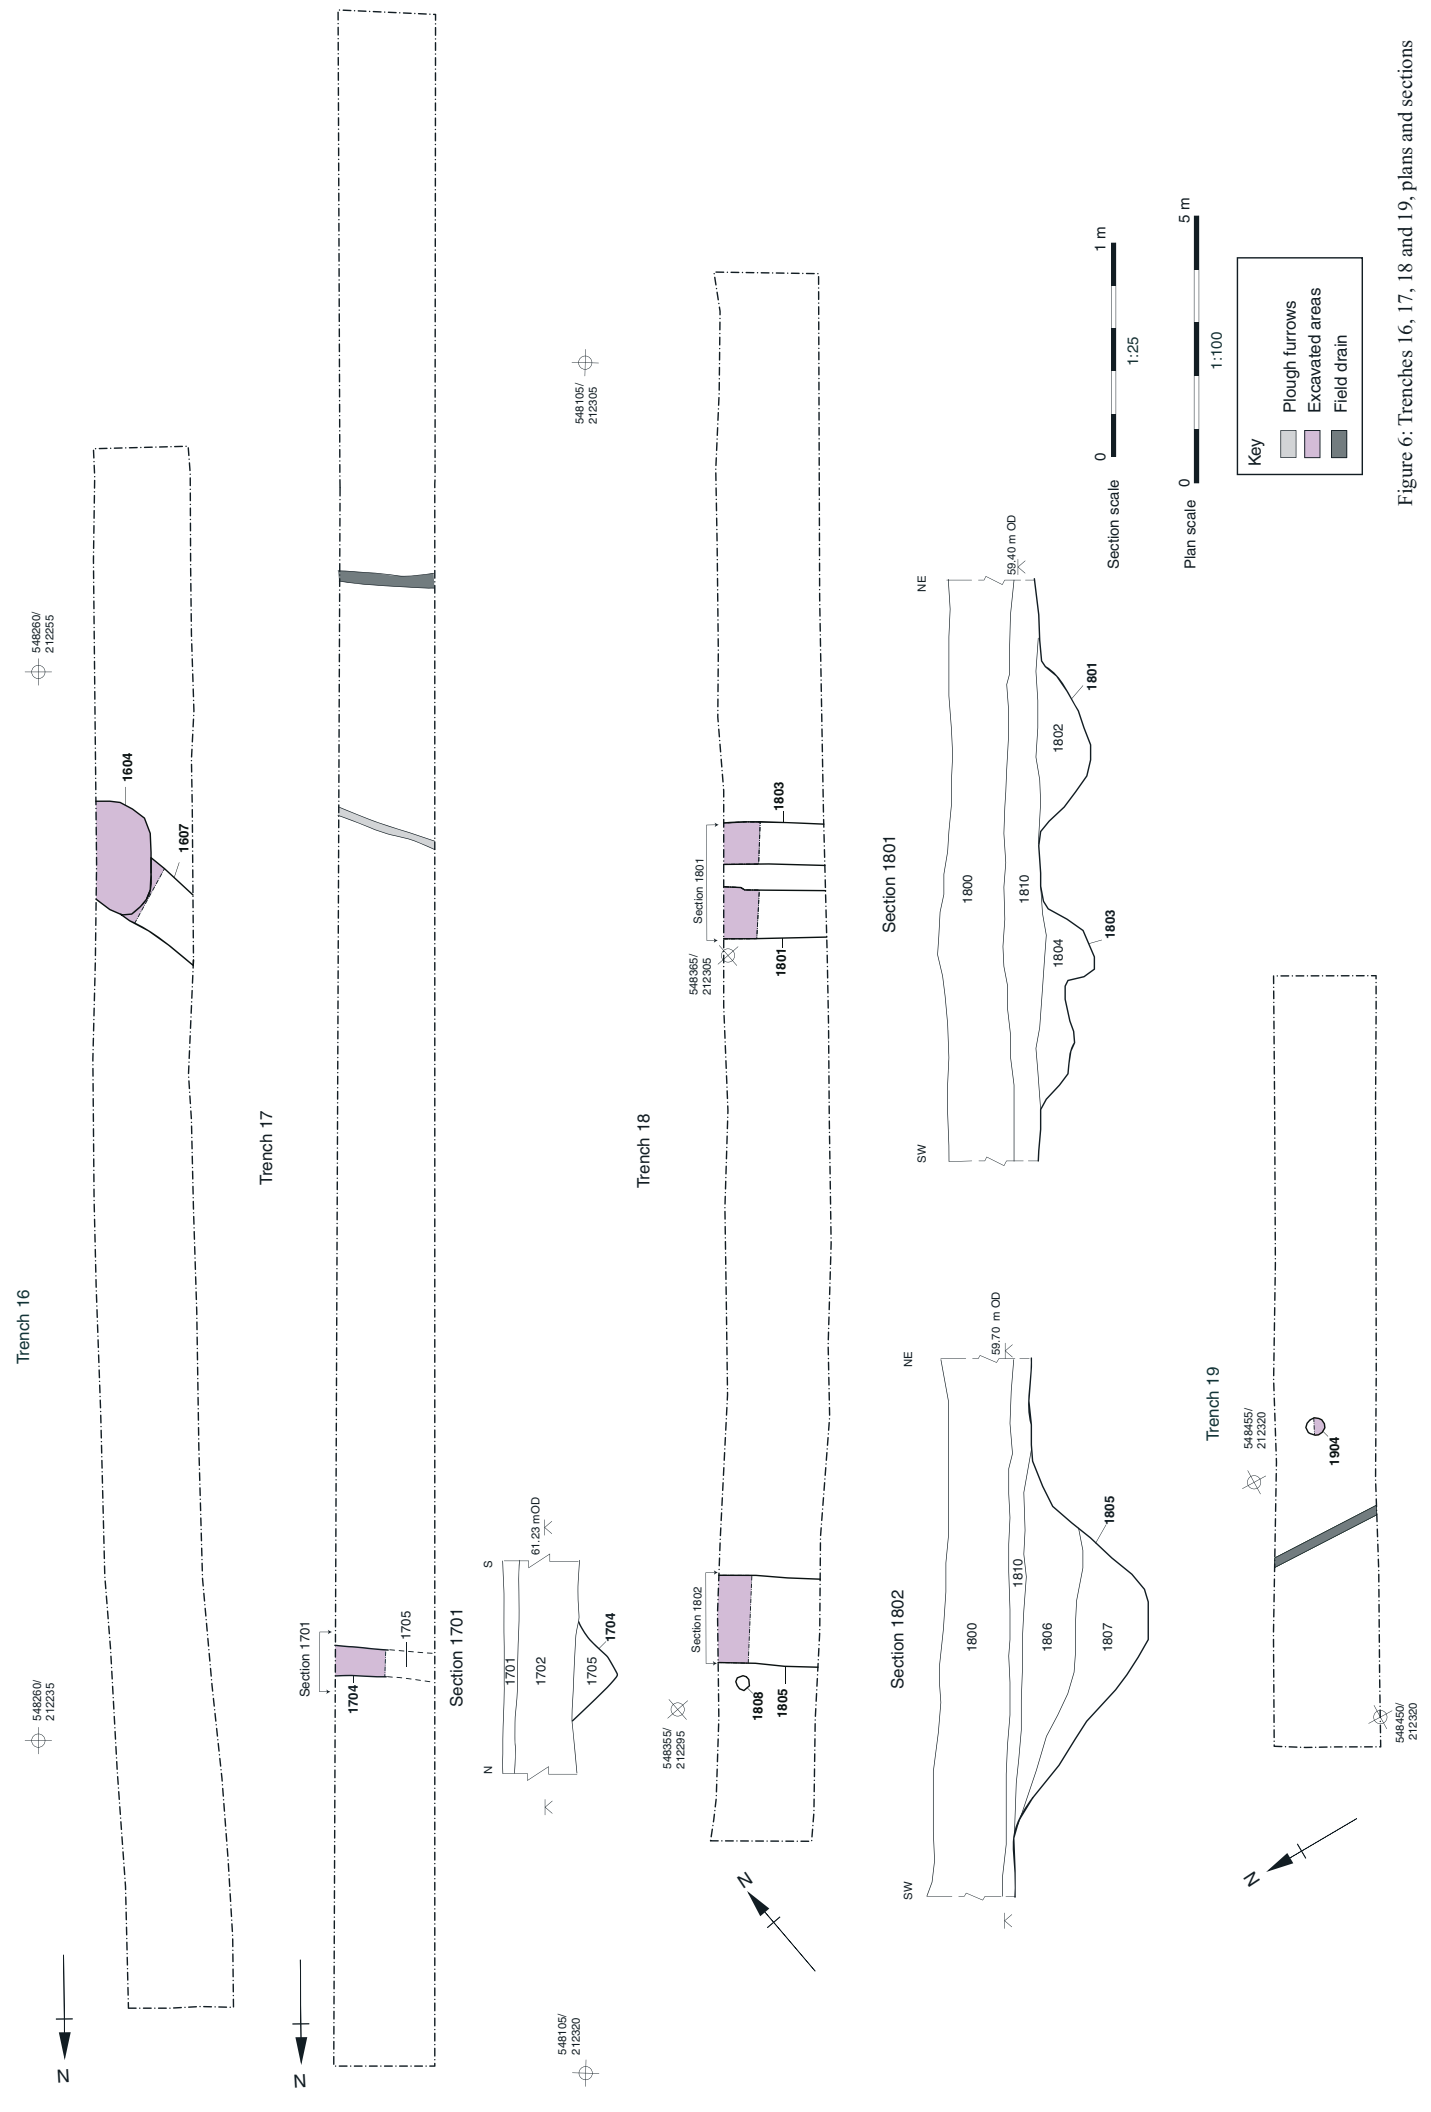 Trench 16
548260/
212235
548260/
212255
1604
1607
N
Trench 17
Section 1701
1704
1705
N
548105/
212320
548105/
212305
Section 1701
N
S
61.23 mOD
1701
1702
1705
1704
Trench 18
548355/
212295
1808
1805
Section 1802
548365/
212305
1801
1803
Section 1801
N
Section 1802
SW
NE
59.70 m OD
1800
1810
1806
1807
1805
Section 1801
SW
NE
59.40 m OD
1800
1810
1804
1803
1802
1801
Trench 19
548455/
212320
1904
548450/
212320
N
Section scale
0
1 m
1:25
Plan scale
0
5 m
1:100
Key
Plough furrows
Excavated areas
Field drain
Figure 6: Trenches 16, 17, 18 and 19, plans and sections